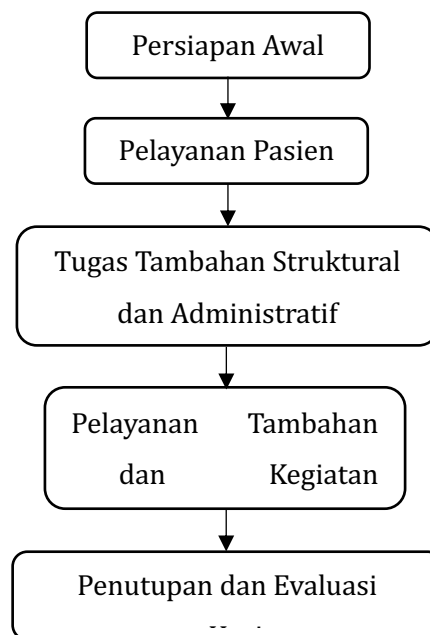 Persiapan Awal
Pelayanan Pasien
Tugas Tambahan Struktural
dan Administratif
Pelayanan Tambahan
dan Kegiatan
Penutupan dan Evaluasi